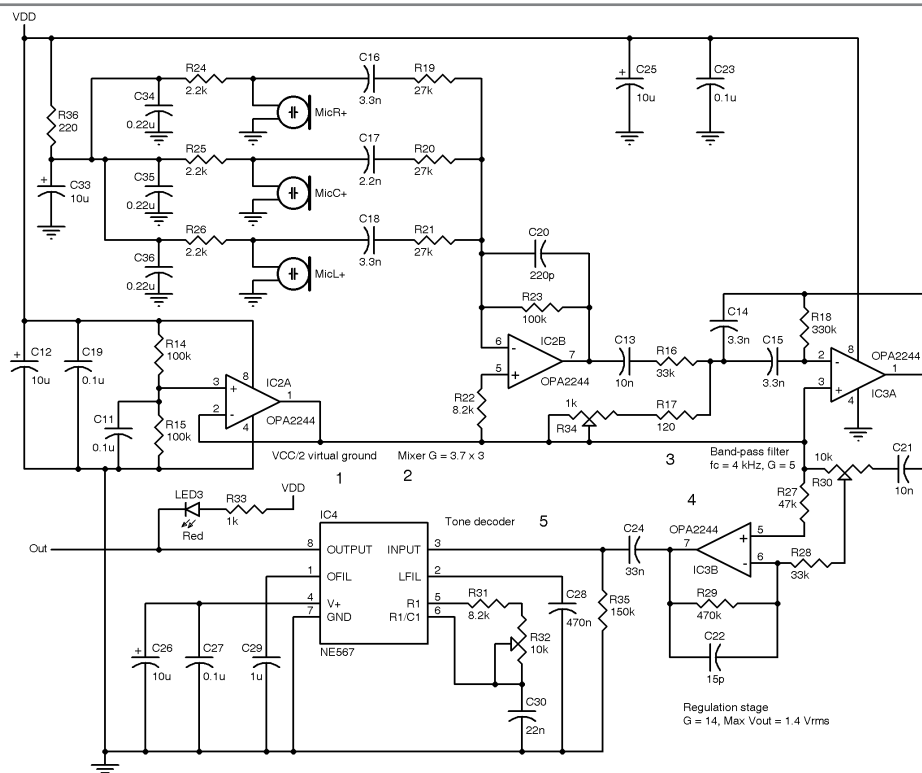 VDD
R36
220
C33
10u
+
C34
0.22u
R24
2.2k
MicR+
C16
3.3n
R19
27k
C35
0.22u
R25
2.2k
MicC+
C17
2.2n
R20
27k
C36
0.22u
R26
2.2k
MicL+
C18
3.3n
R21
27k
+
C25
10u
C23
0.1u
C20
220p
R23
100k
6
-
5
+
7
IC2B
OPA2244
R22
8.2k
C13
10n
R16
33k
C14
3.3n
C15
3.3n
R18
330k
2
-
3
+
8
4
1
OPA2244
IC3A
1k
R34
R17
120
+
C12
10u
C19
0.1u
R14
100k
C11
0.1u
R15
100k
3
+
2
-
8
4
1
IC2A
OPA2244
VCC/2 virtual ground
Mixer G = 3.7 x 3
1
2
3
Band-pass filter
fc = 4 kHz, G = 5
10k
R30
C21
10n
R27
47k
4
OPA2244
7
5
+
6
-
IC3B
R28
33k
R29
470k
C22
15p
Regulation stage
G = 14, Max Vout = 1.4 Vrms
LED3
Red
R33
1k
VDD
Out
IC4
Tone decoder
5
8
OUTPUT
INPUT
3
1
OFIL
LFIL
2
4
V+
R1
5
7
GND
R1/C1
6
NE567
C24
33n
R35
150k
C28
470n
R31
8.2k
R32
10k
C30
22n
+
C26
10u
C27
0.1u
C29
1u